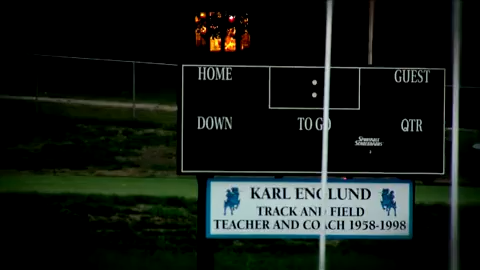 HOME
GUEST
:
DOWN
TO GO
QTR
KARL ENGLUND
TRACK AND FIELD
TEACHER AND COACH 1958-1998